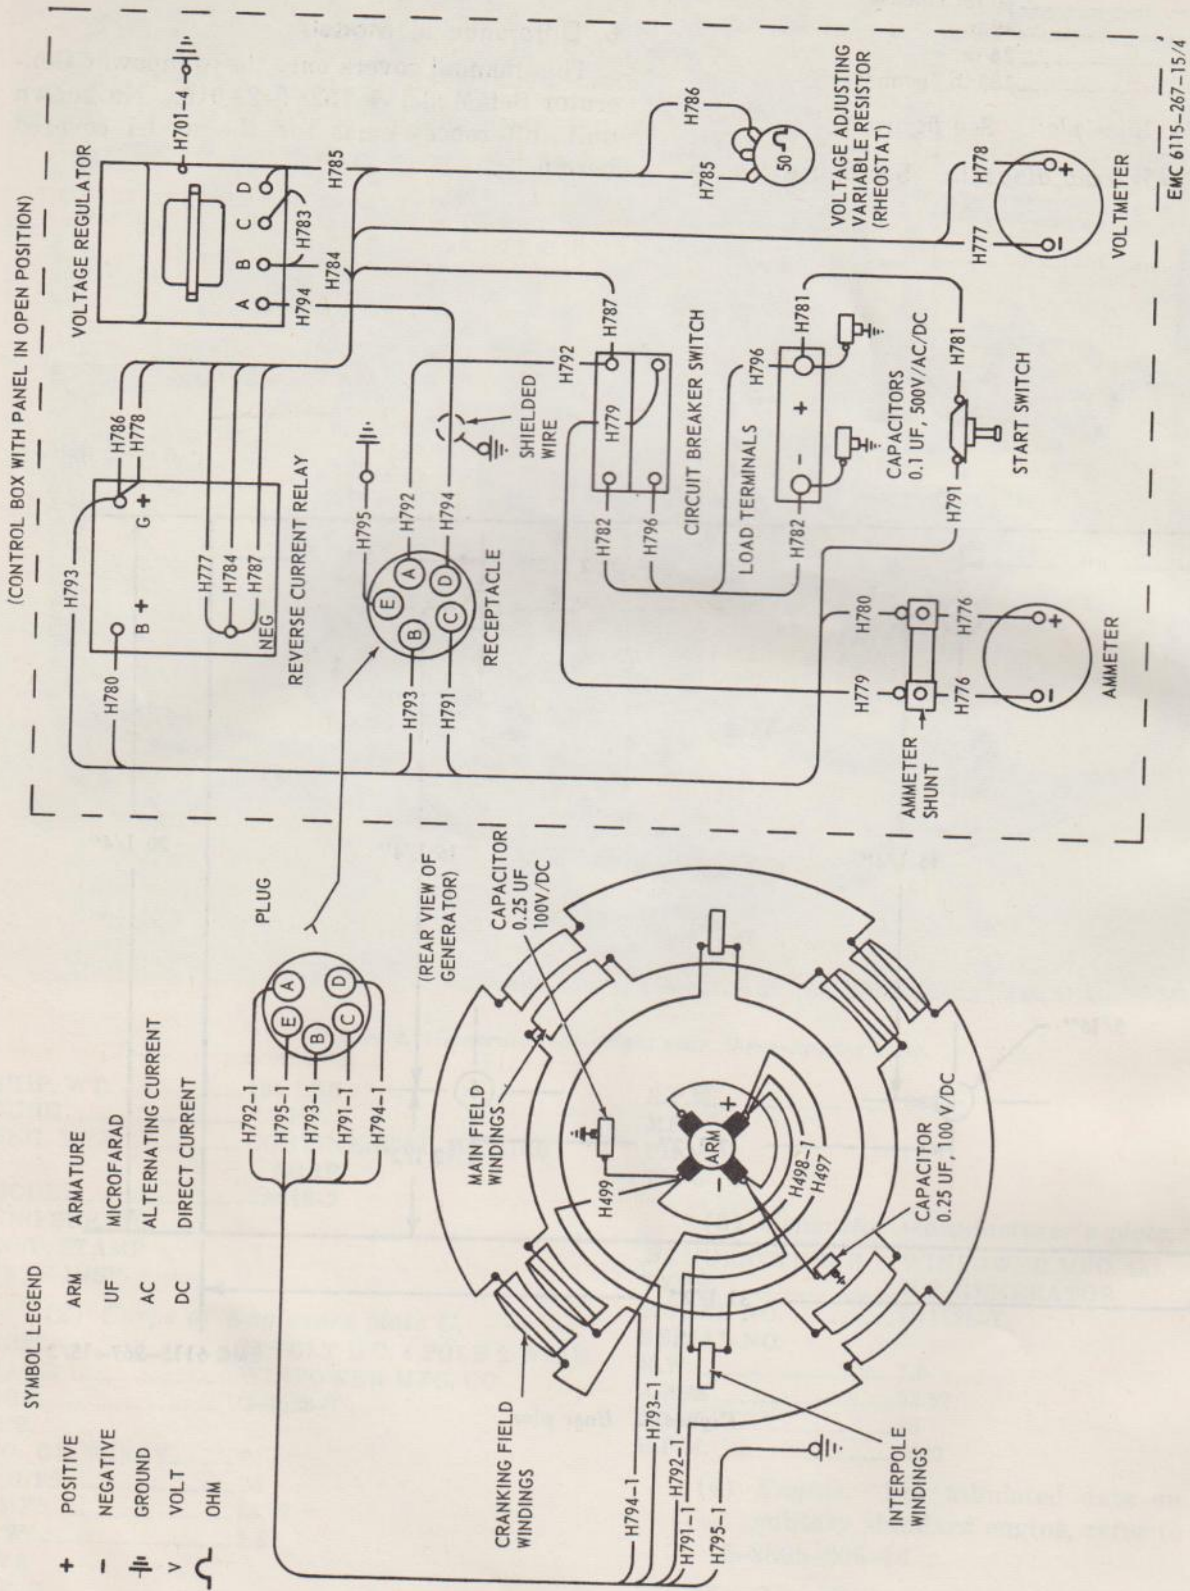 SYMBOL LEGEND
+ POSITIVE
- NEGATIVE
GROUND
V VOLT
OHM
ARM ARMATURE
UF MICROFARAD
AC ALTERNATING CURRENT
DC DIRECT CURRENT
(CONTROL BOX WITH PANEL IN OPEN POSITION)
H793
H780
B +
G +
H786
H778
H777
H784
H787
NEG
REVERSE CURRENT RELAY
VOLTAGE REGULATOR
A
B
C
D
H701-4
H794
H784
H783
H785
H795
H792
H794
E
A
B
D
C
H793
H791
RECEPTACLE
SHIELDED
WIRE
H792
H787
H779
H782
H796
CIRCUIT BREAKER SWITCH
H785
H786
50
VOLTAGE ADJUSTING
VARIABLE RESISTOR
(RHEOSTAT)
LOAD TERMINALS
H796
H782
-
+
H781
CAPACITORS
0.1 UF, 500V/AC/DC
H791
H781
START SWITCH
H777
H778
-
+
VOLTMETER
H779
H780
H776
H776
AMMETER
SHUNT
-
+
AMMETER
PLUG
H792-1
H795-1
H793-1
H791-1
H794-1
A
E
B
C
D
(REAR VIEW OF
GENERATOR)
CAPACITOR
0.25 UF
100V/DC
MAIN FIELD
WINDINGS
H499
-
ARM
+
H498-1
H497
CAPACITOR
0.25 UF, 100 V/DC
CRANKING FIELD
WINDINGS
H794-1
H793-1
H791-1
H792-1
H795-1
INTERPOLE
WINDINGS
EMC 6115-267-15/4